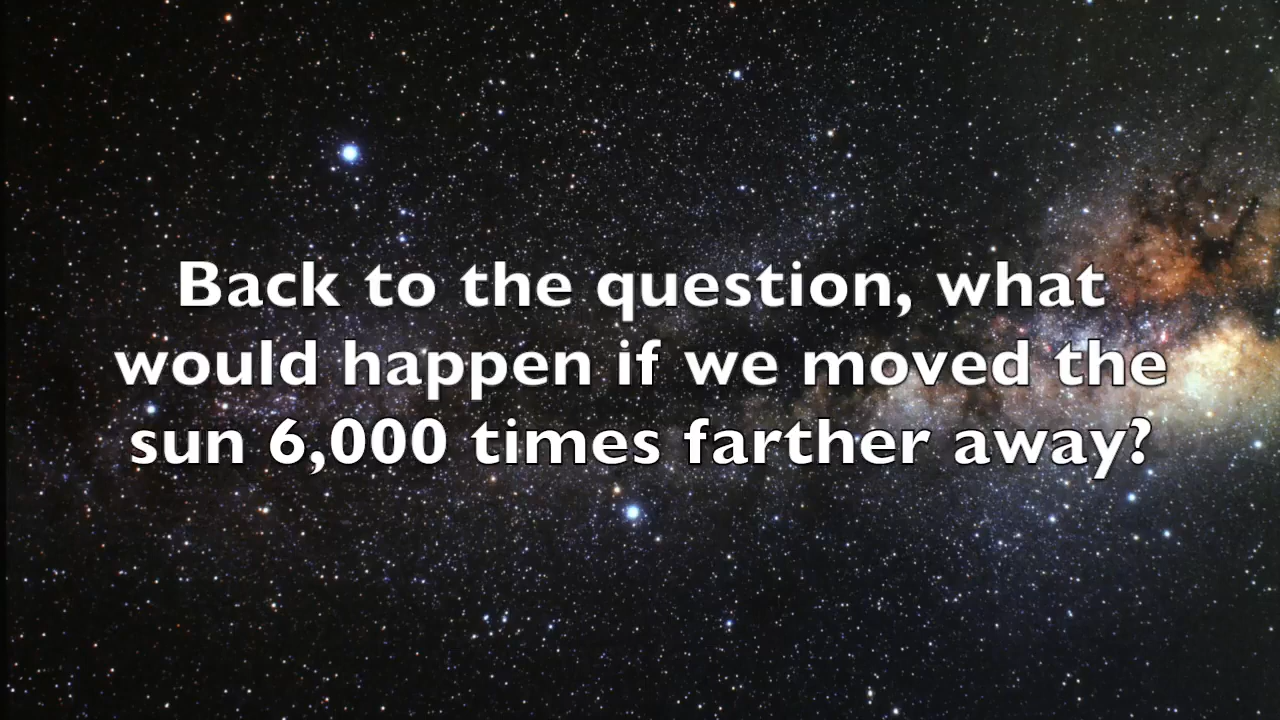 Back to the question, what
would happen if we moved the
sun 6,000 times farther away?